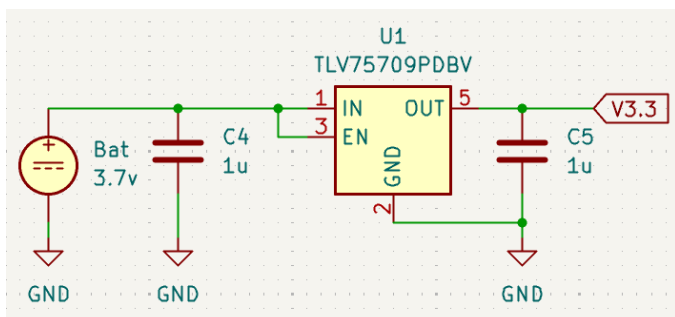 U1
TLV75709PDBV
1
IN
OUT
5
V3.3
3
EN
GND
2
+
Bat
3.7v
C4
1u
C5
1u
GND
GND
GND